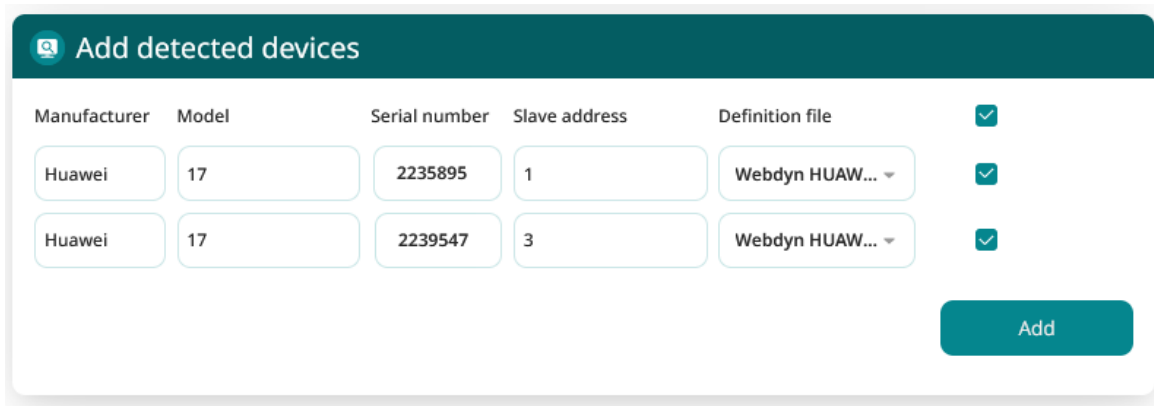 Add detected devices
Manufacturer Model Serial number Slave address Definition file
Huawei 17 2235895 1 Webdyn HUAW...
Huawei 17 2239547 3 Webdyn HUAW...
Add